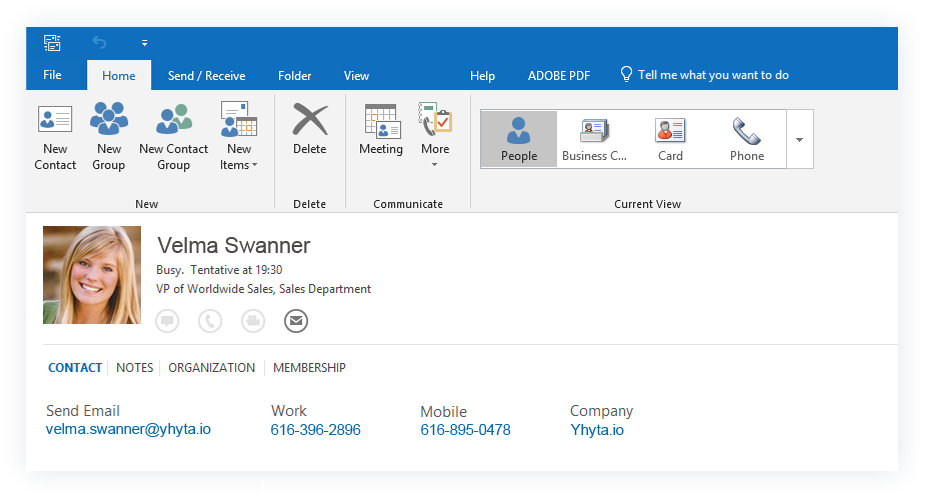 File Home Send / Receive Folder View Help ADOBE PDF Tell me what you want to do
New Contact
New Group
New Contact Group
New Items
Delete
Meeting
More
People
Business C...
Card
Phone
New
Delete
Communicate
Current View
Velma Swanner
Busy. Tentative at 19:30
VP of Worldwide Sales, Sales Department
CONTACT NOTES ORGANIZATION MEMBERSHIP
Send Email Work Mobile Company
velma.swanner@yhyta.io 616-396-2896 616-895-0478 Yhyta.io